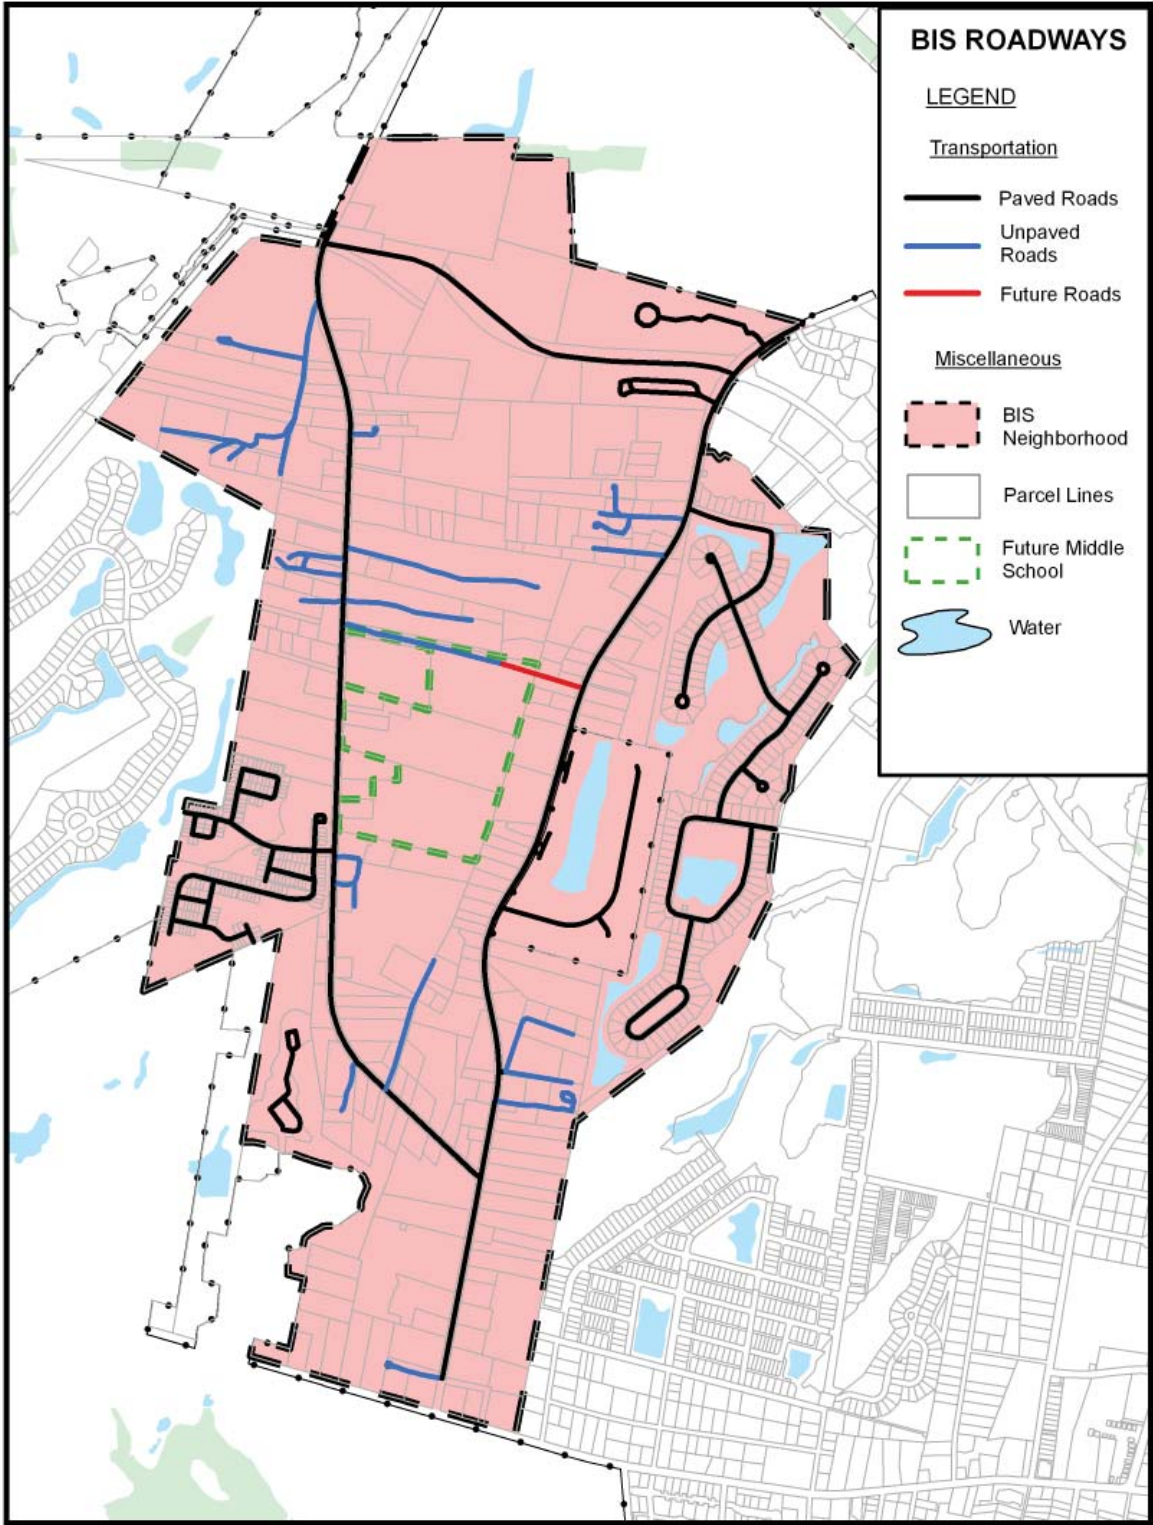 BIS ROADWAYS
LEGEND
Transportation
Paved Roads
Unpaved
Roads
Future Roads
Miscellaneous
BIS
Neighborhood
Parcel Lines
Future Middle
School
Water